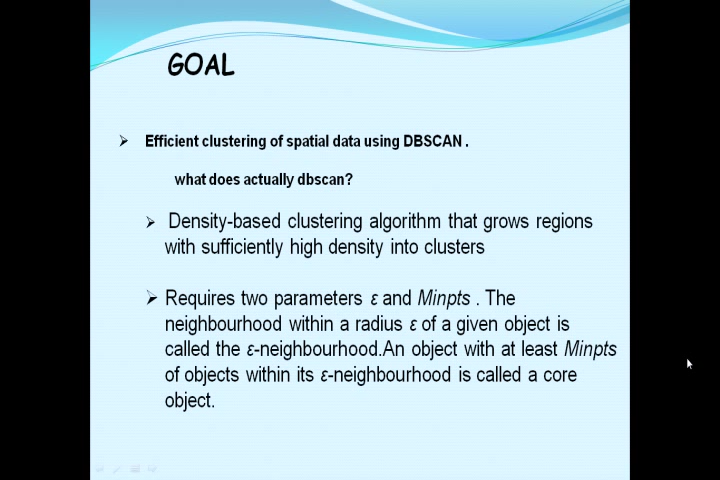 GOAL
Efficient clustering of spatial data using DBSCAN .
what does actually dbscan?
Density-based clustering algorithm that grows regions
with sufficiently high density into clusters
Requires two parameters ε and Minpts . The
neighbourhood within a radius ε of a given object is
called the ε-neighbourhood.An object with at least Minpts
of objects within its ε-neighbourhood is called a core
object.